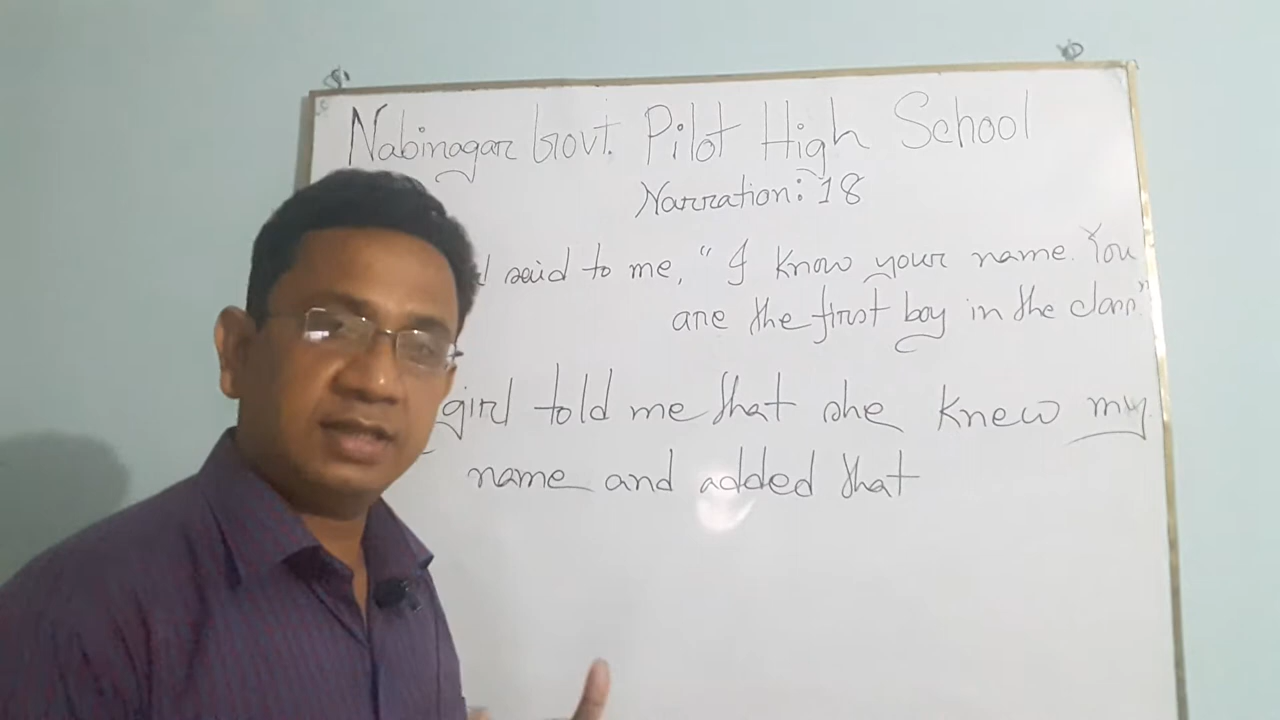 Nabinagar Govt. Pilot High School
Narration: 18
said to me, "I know your name. You
are the first boy in the class"
girl told me that she knew my
name and added that